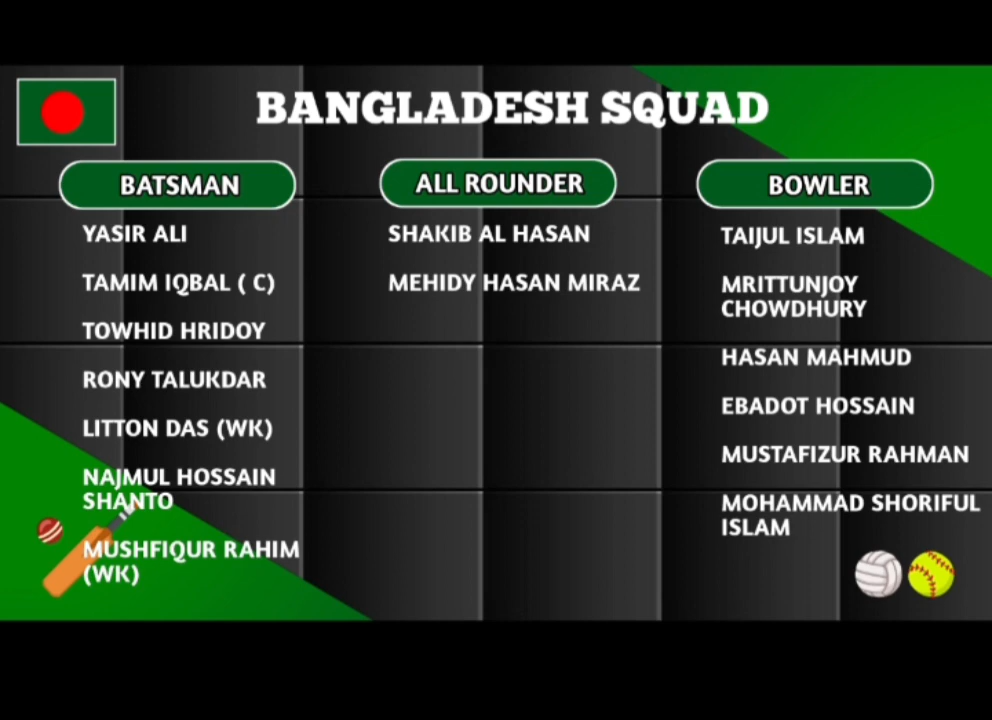 BANGLADESH SQUAD
BATSMAN
YASIR ALI
TAMIM IQBAL ( C)
TOWHID HRIDOY
RONY TALUKDAR
LITTON DAS (WK)
NAJMUL HOSSAIN
SHANTO
MUSHFIQUR RAHIM
(WK)
ALL ROUNDER
SHAKIB AL HASAN
MEHIDY HASAN MIRAZ
BOWLER
TAIJUL ISLAM
MRITTUNJOY
CHOWDHURY
HASAN MAHMUD
EBADOT HOSSAIN
MUSTAFIZUR RAHMAN
MOHAMMAD SHORIFUL
ISLAM